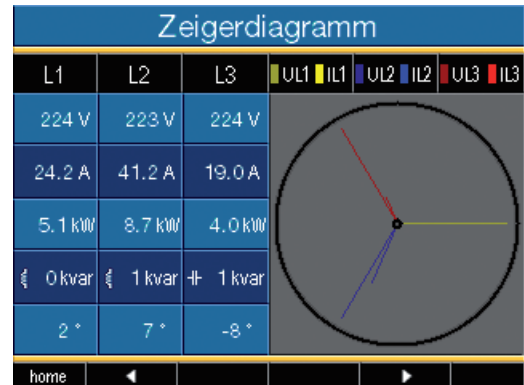 Zeigerdiagramm
L1 L2 L3 UL1 IL1 UL2 IL2 UL3 IL3
224 V 223 V 224 V
24.2 A 41.2 A 19.0 A
5.1 kW 8.7 kW 4.0 kW
0 kvar 1 kvar 1 kvar
2 ° 7 ° -8 °
home